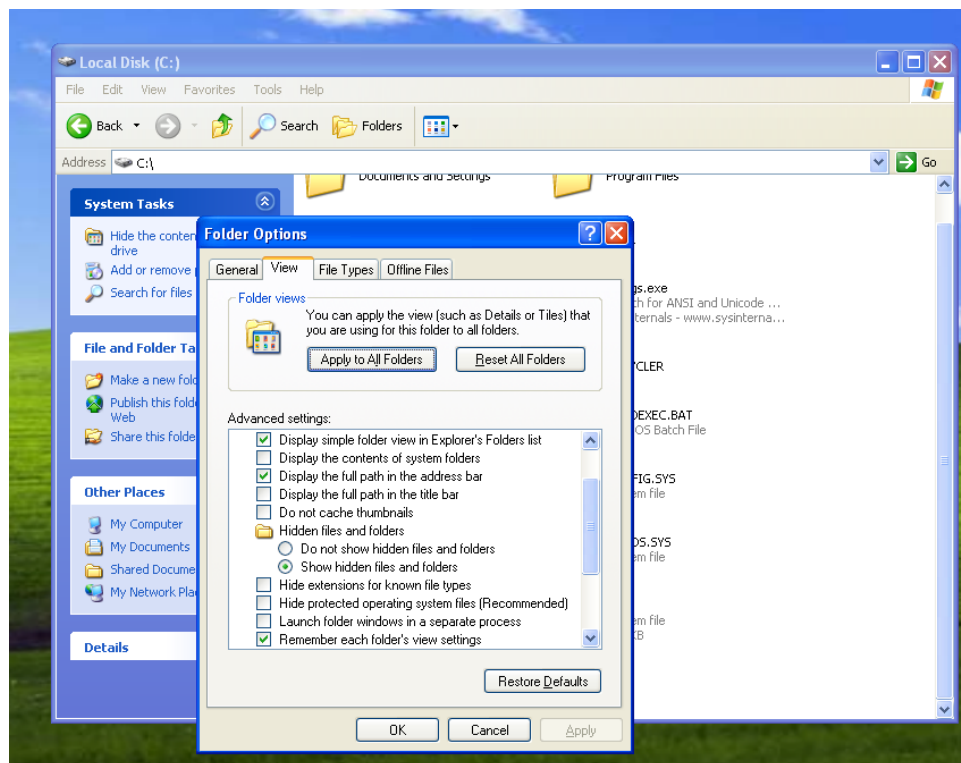 Local Disk (C:)
File Edit View Favorites Tools Help
Back Search Folders
Address C:\ Go
Documents and Settings Program Files
System Tasks
Hide the conten
drive
Add or remove
Search for files
File and Folder Ta
Make a new fold
Publish this folde
Web
Share this folde
Other Places
My Computer
My Documents
Shared Docume
My Network Pla
Details
Folder Options
General View File Types Offline Files
Folder views
You can apply the view (such as Details or Tiles) that
you are using for this folder to all folders.
Apply to All Folders Reset All Folders
Advanced settings:
Display simple folder view in Explorer's Folders list
Display the contents of system folders
Display the full path in the address bar
Display the full path in the title bar
Do not cache thumbnails
Hidden files and folders
Do not show hidden files and folders
Show hidden files and folders
Hide extensions for known file types
Hide protected operating system files (Recommended)
Launch folder windows in a separate process
Remember each folder's view settings
Restore Defaults
OK Cancel Apply
gs.exe
ch for ANSI and Unicode ...
ternals - www.sysinterna...
YCLER
DEXEC.BAT
OS Batch File
FIG.SYS
em file
OS.SYS
em file
em file
KB